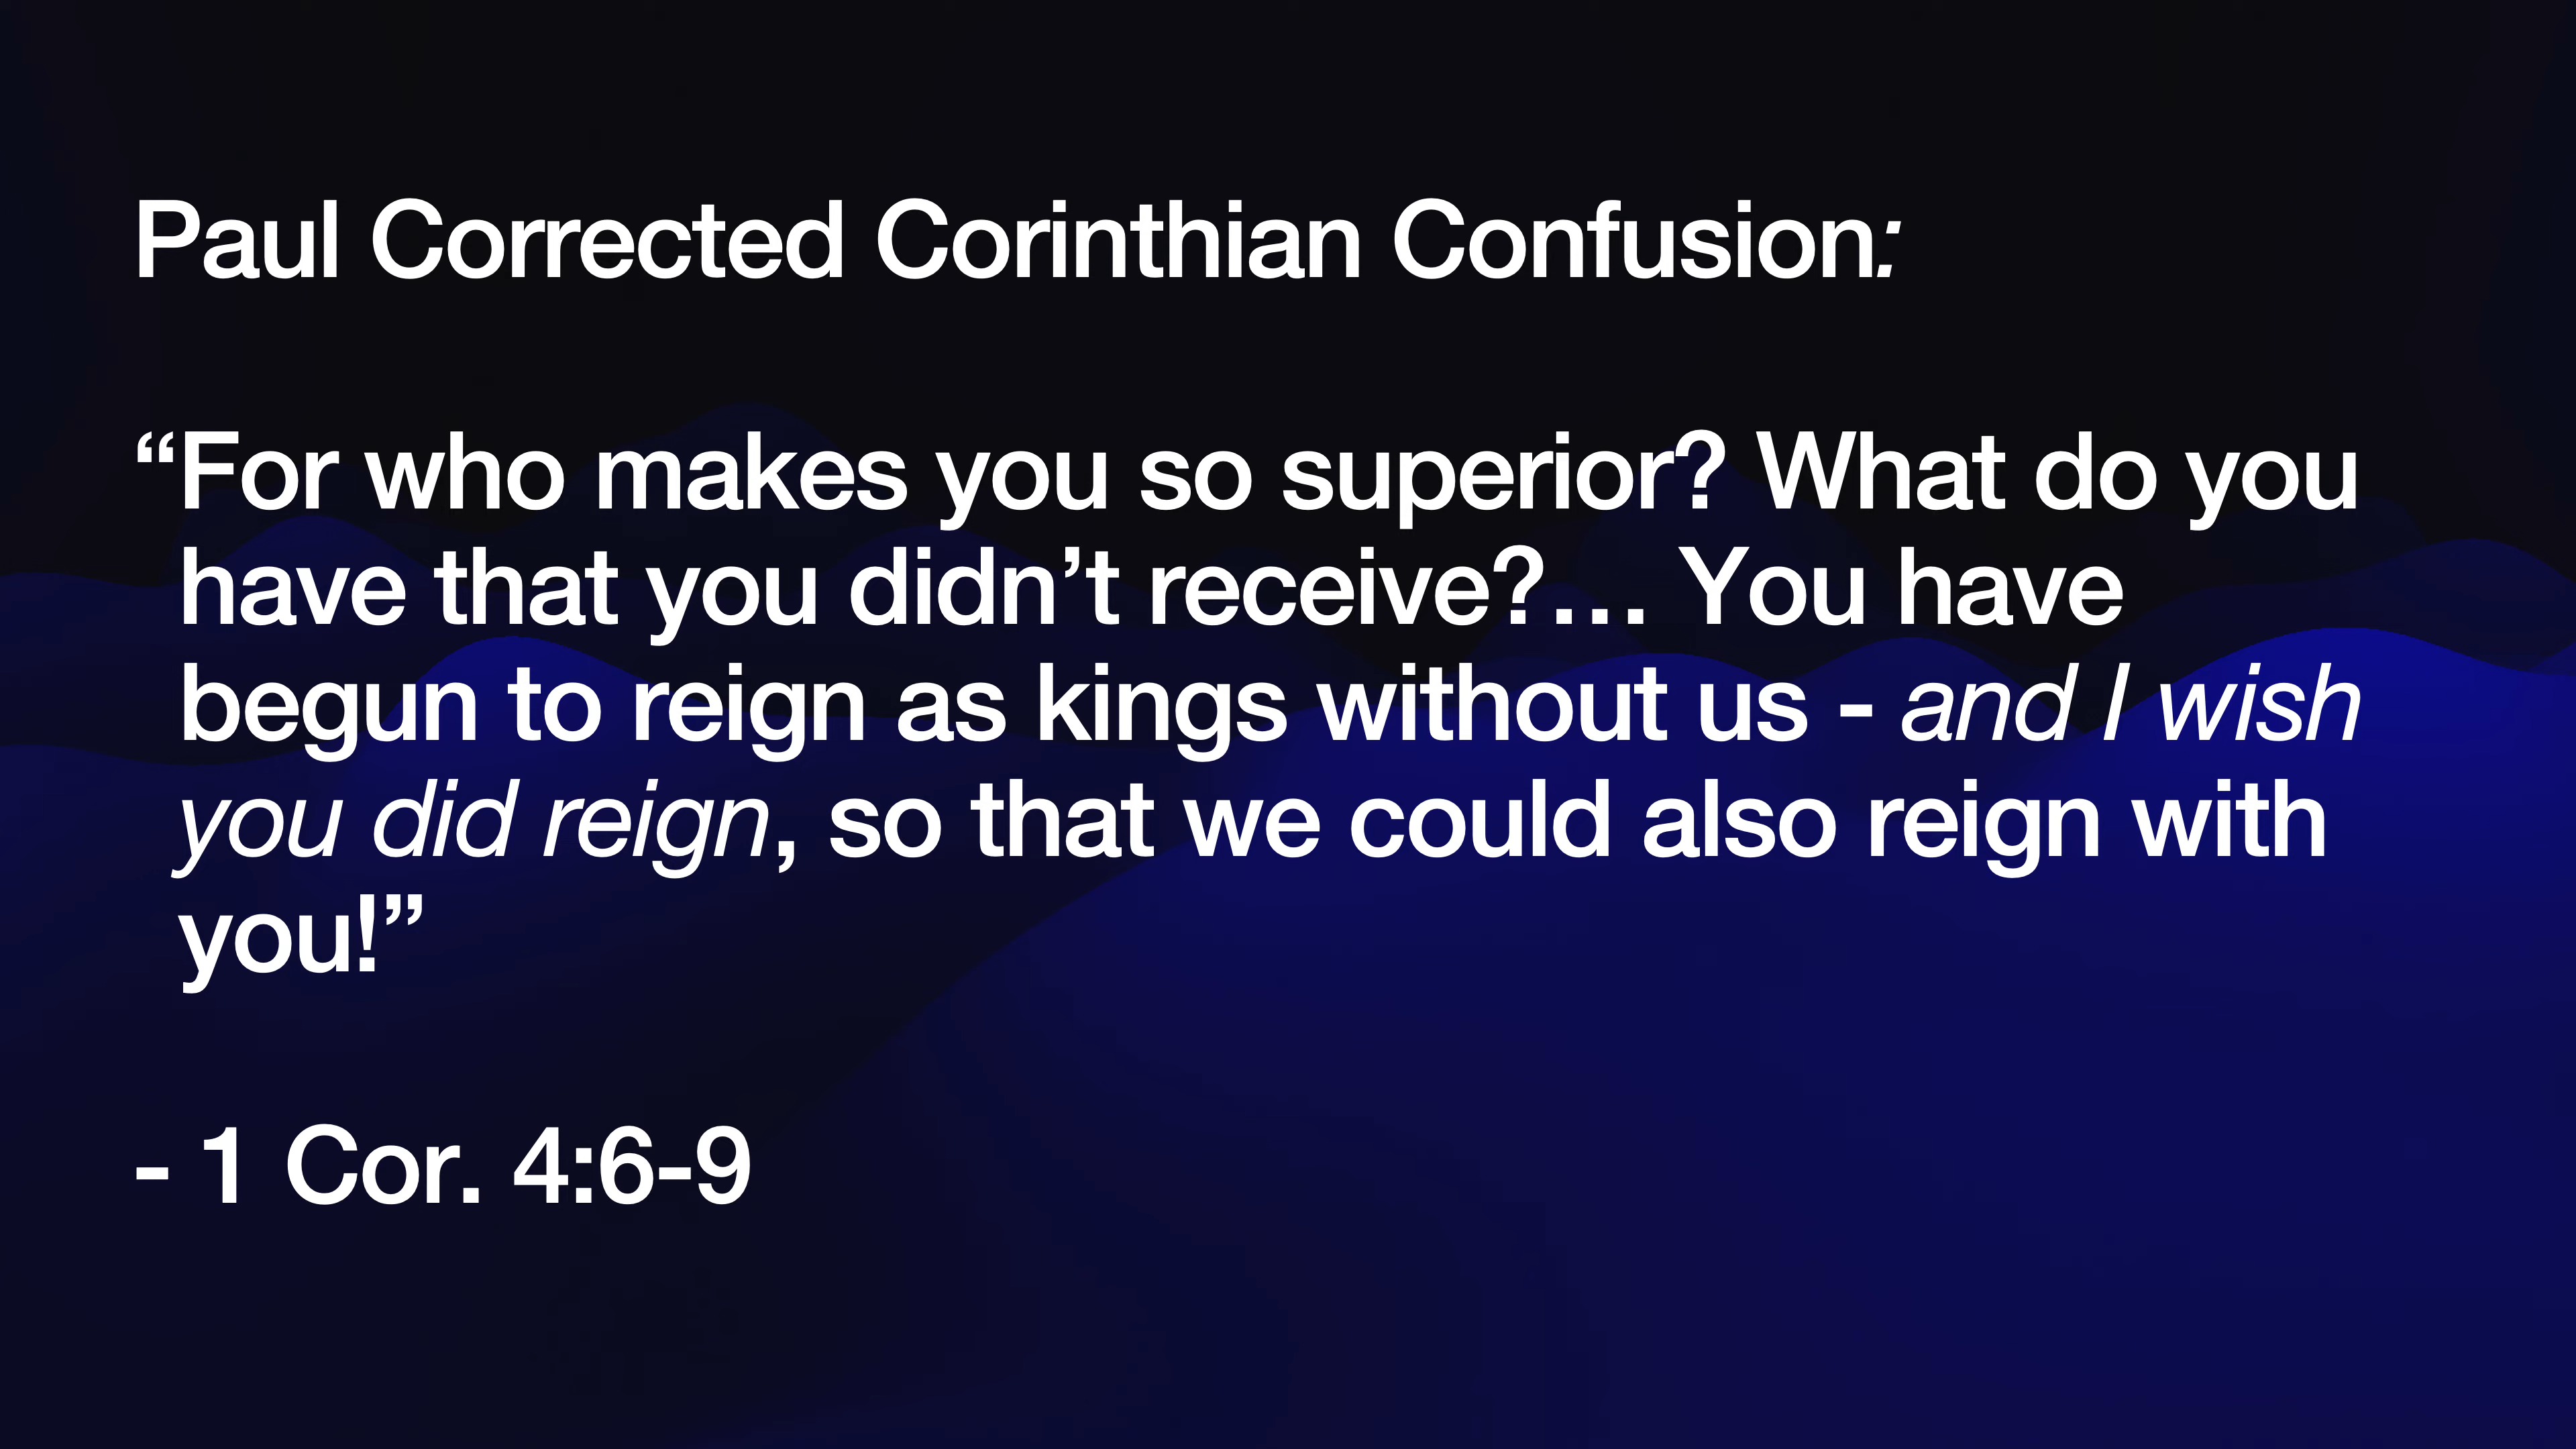 Paul Corrected Corinthian Confusion:
“For who makes you so superior? What do you
have that you didn’t receive?… You have
begun to reign as kings without us - and I wish
you did reign, so that we could also reign with
you!”
- 1 Cor. 4:6-9